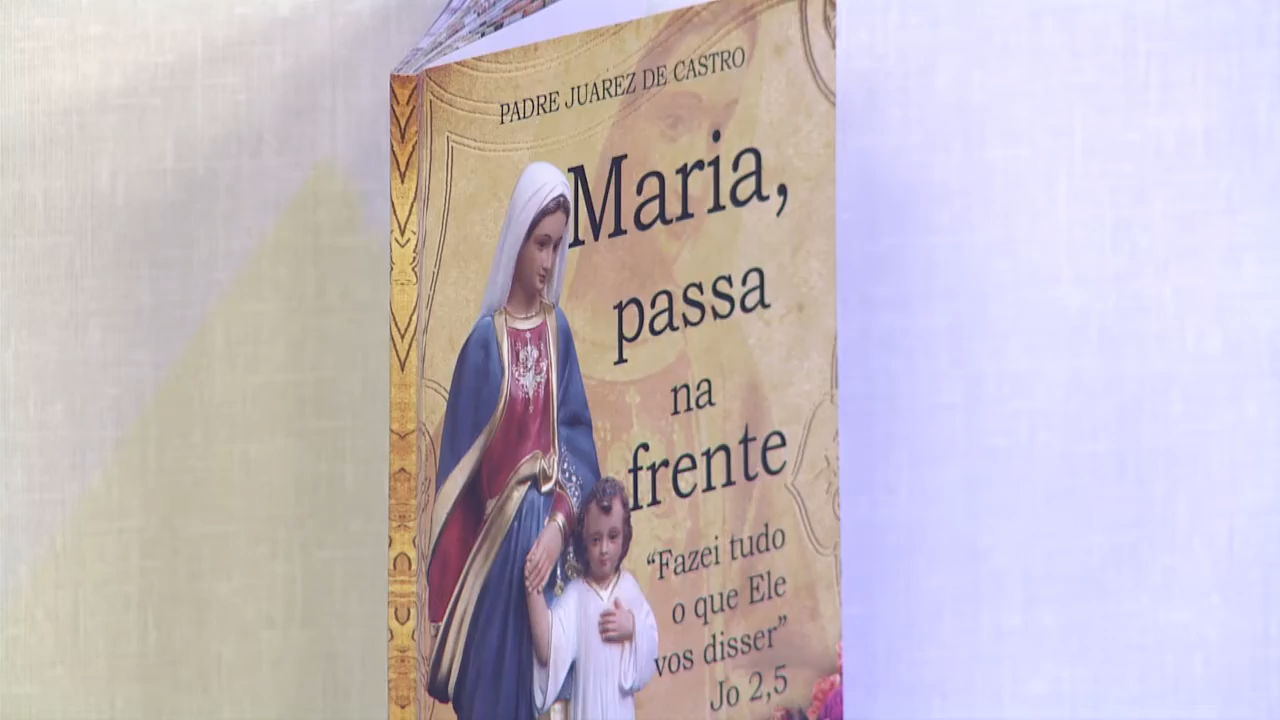 PADRE JUAREZ DE CASTRO
Maria,
passa
na
frente
“Fazei tudo
o que Ele
vos disser”
Jo 2,5